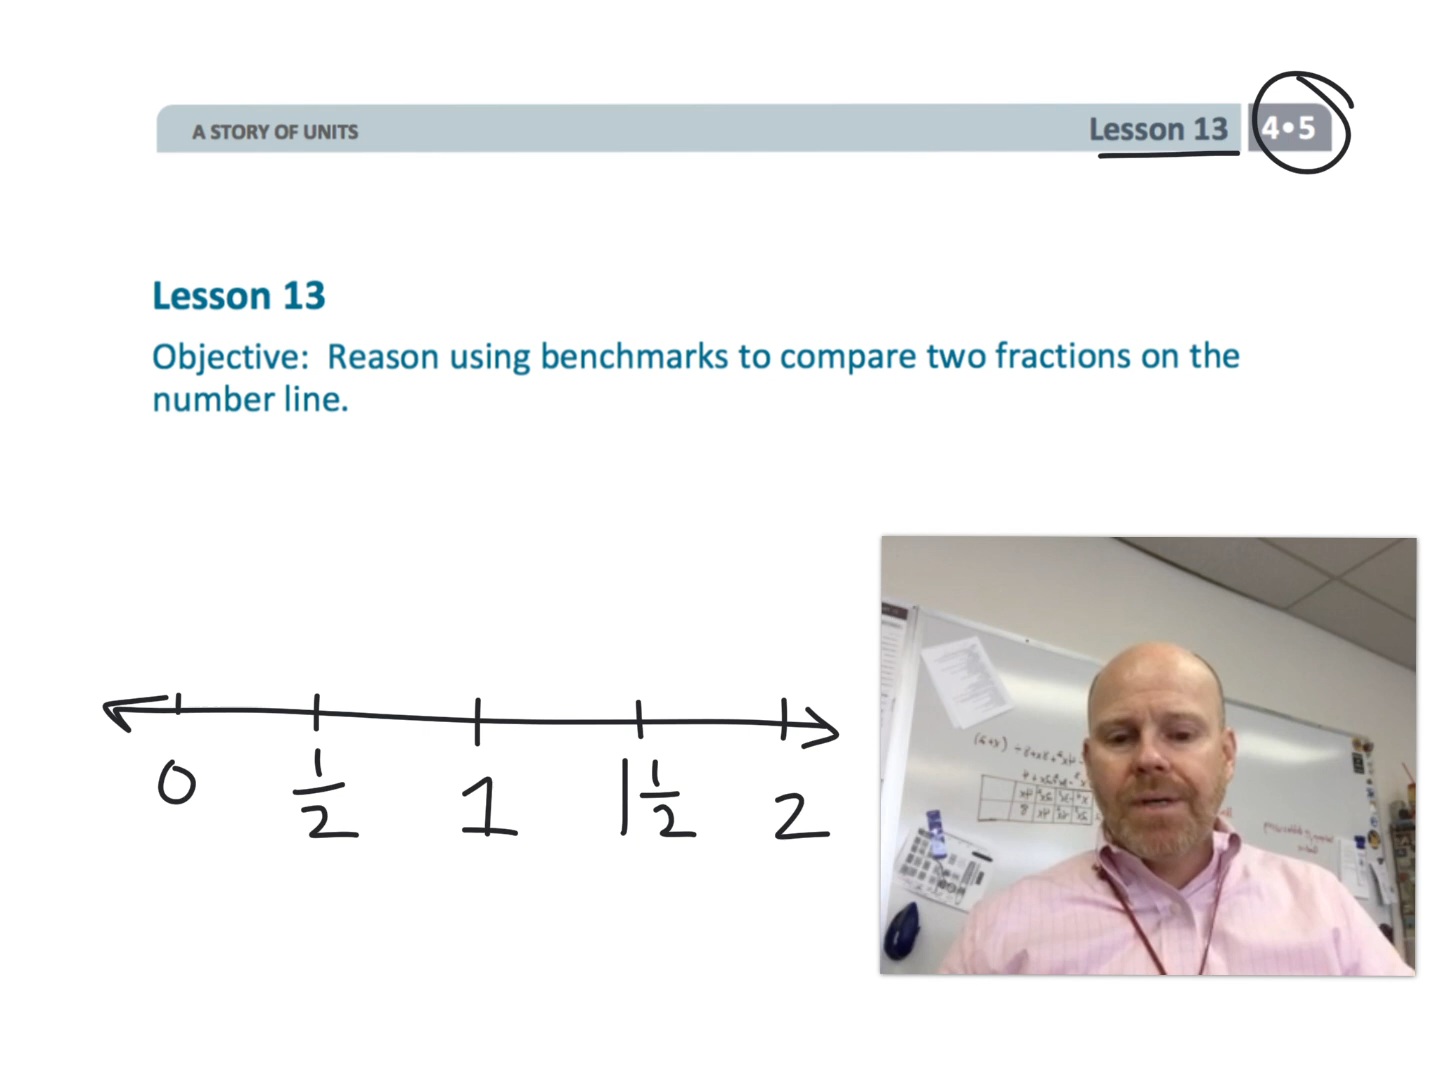 A STORY OF UNITS
Lesson 13 4•5
Lesson 13
Objective: Reason using benchmarks to compare two fractions on the
number line.
0 1/2 1 1 1/2 2